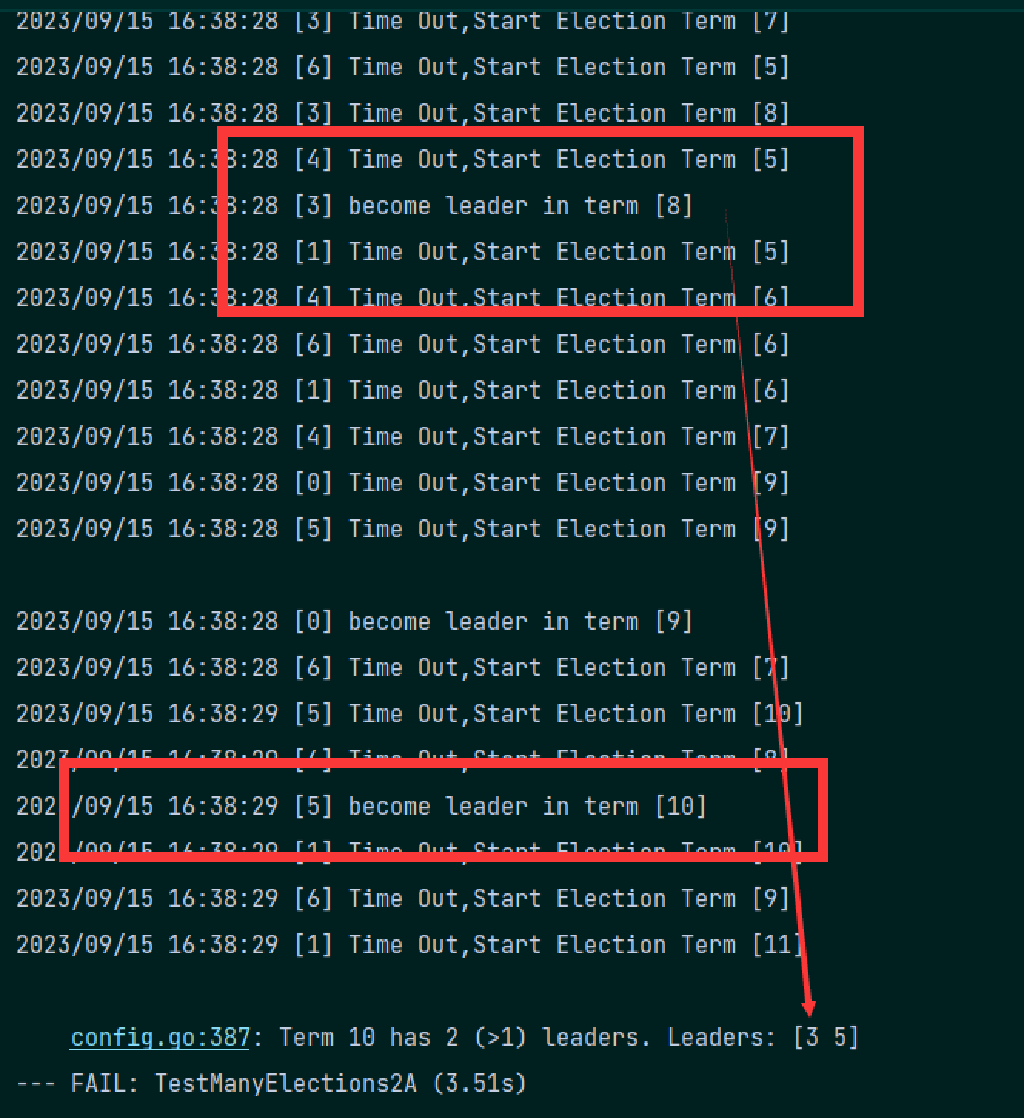 2023/09/15 16:38:28 [3] Time Out,Start Election Term [7]
2023/09/15 16:38:28 [6] Time Out,Start Election Term [5]
2023/09/15 16:38:28 [3] Time Out,Start Election Term [8]
2023/09/15 16:38:28 [4] Time Out,Start Election Term [5]
2023/09/15 16:38:28 [3] become leader in term [8]
2023/09/15 16:38:28 [1] Time Out,Start Election Term [5]
2023/09/15 16:38:28 [4] Time Out,Start Election Term [6]
2023/09/15 16:38:28 [6] Time Out,Start Election Term [6]
2023/09/15 16:38:28 [1] Time Out,Start Election Term [6]
2023/09/15 16:38:28 [4] Time Out,Start Election Term [7]
2023/09/15 16:38:28 [0] Time Out,Start Election Term [9]
2023/09/15 16:38:28 [5] Time Out,Start Election Term [9]
2023/09/15 16:38:28 [0] become leader in term [9]
2023/09/15 16:38:28 [6] Time Out,Start Election Term [7]
2023/09/15 16:38:29 [5] Time Out,Start Election Term [10]
2023/09/15 16:38:29 Time Out,Start Election Term [8]
2023/09/15 16:38:29 [5] become leader in term [10]
2023/09/15 16:38:29 [1] Time Out,Start Election Term [10]
2023/09/15 16:38:29 [6] Time Out,Start Election Term [9]
2023/09/15 16:38:29 [1] Time Out,Start Election Term [11]
config.go:387: Term 10 has 2 (>1) leaders. Leaders: [3 5]
--- FAIL: TestManyElections2A (3.51s)